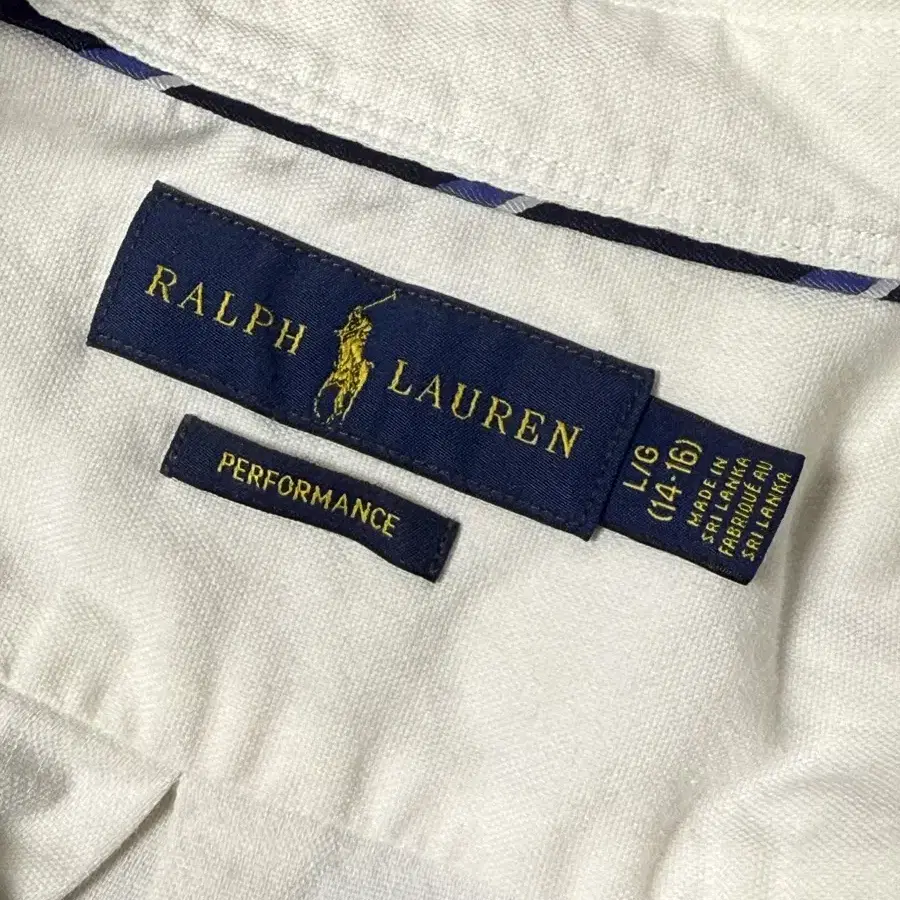 RALPH LAUREN
PERFORMANCE
L/G
(14-16)
MADE IN
SRI LANKA
FABRIQUÉ AU
SRI LANKA